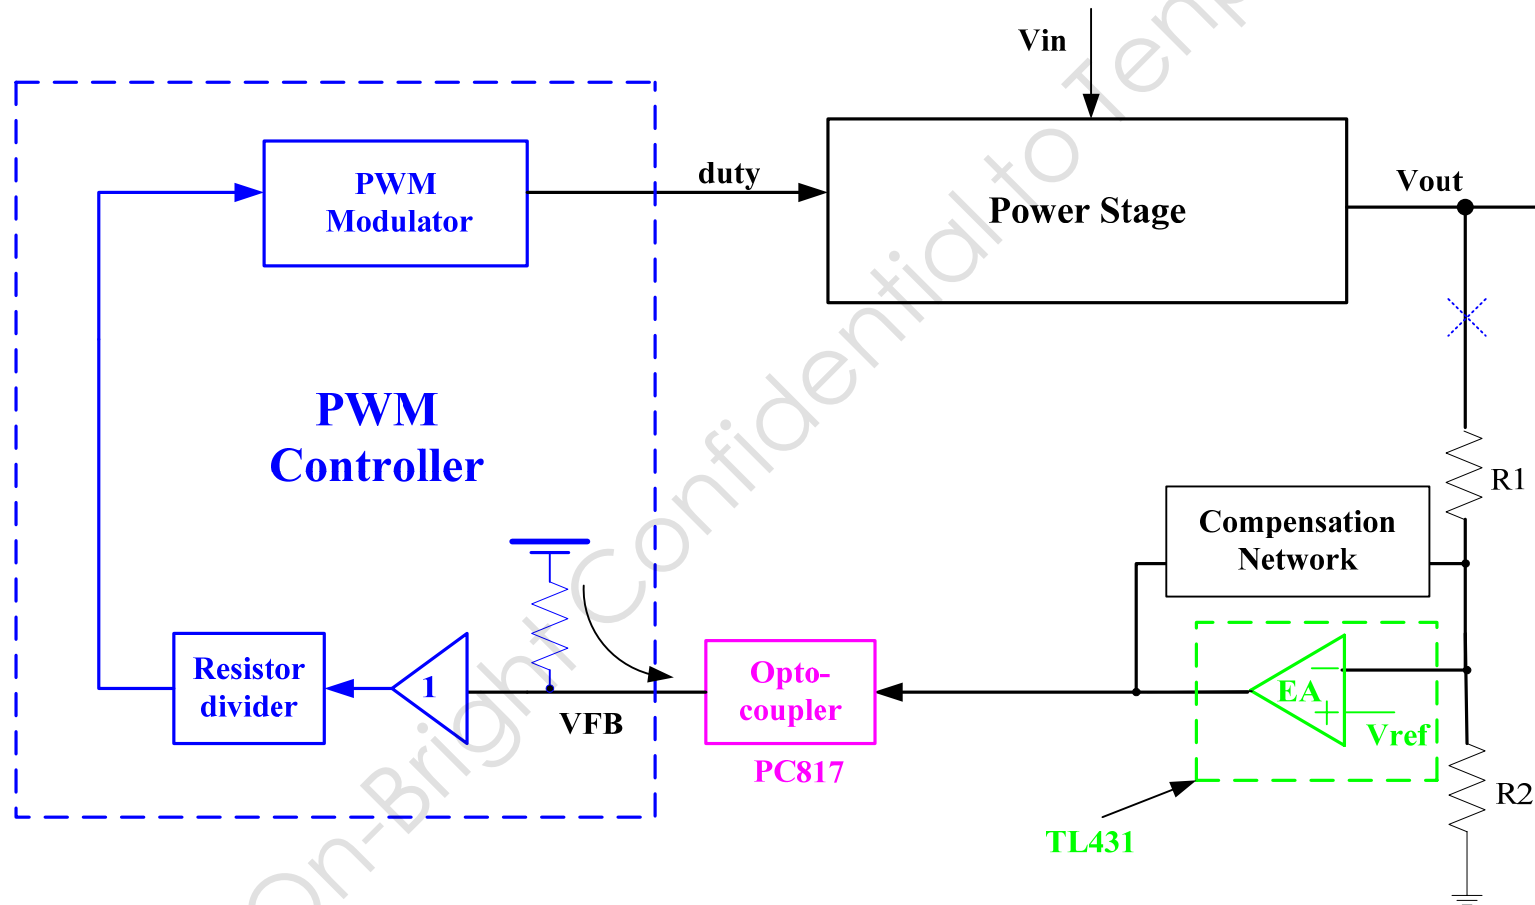 Vin
PWM
Modulator
duty
Power Stage
Vout
PWM
Controller
R1
Compensation
Network
Resistor
divider
1
VFB
Opto-
coupler
PC817
EA
Vref
R2
TL431
On-Bright Confidential to